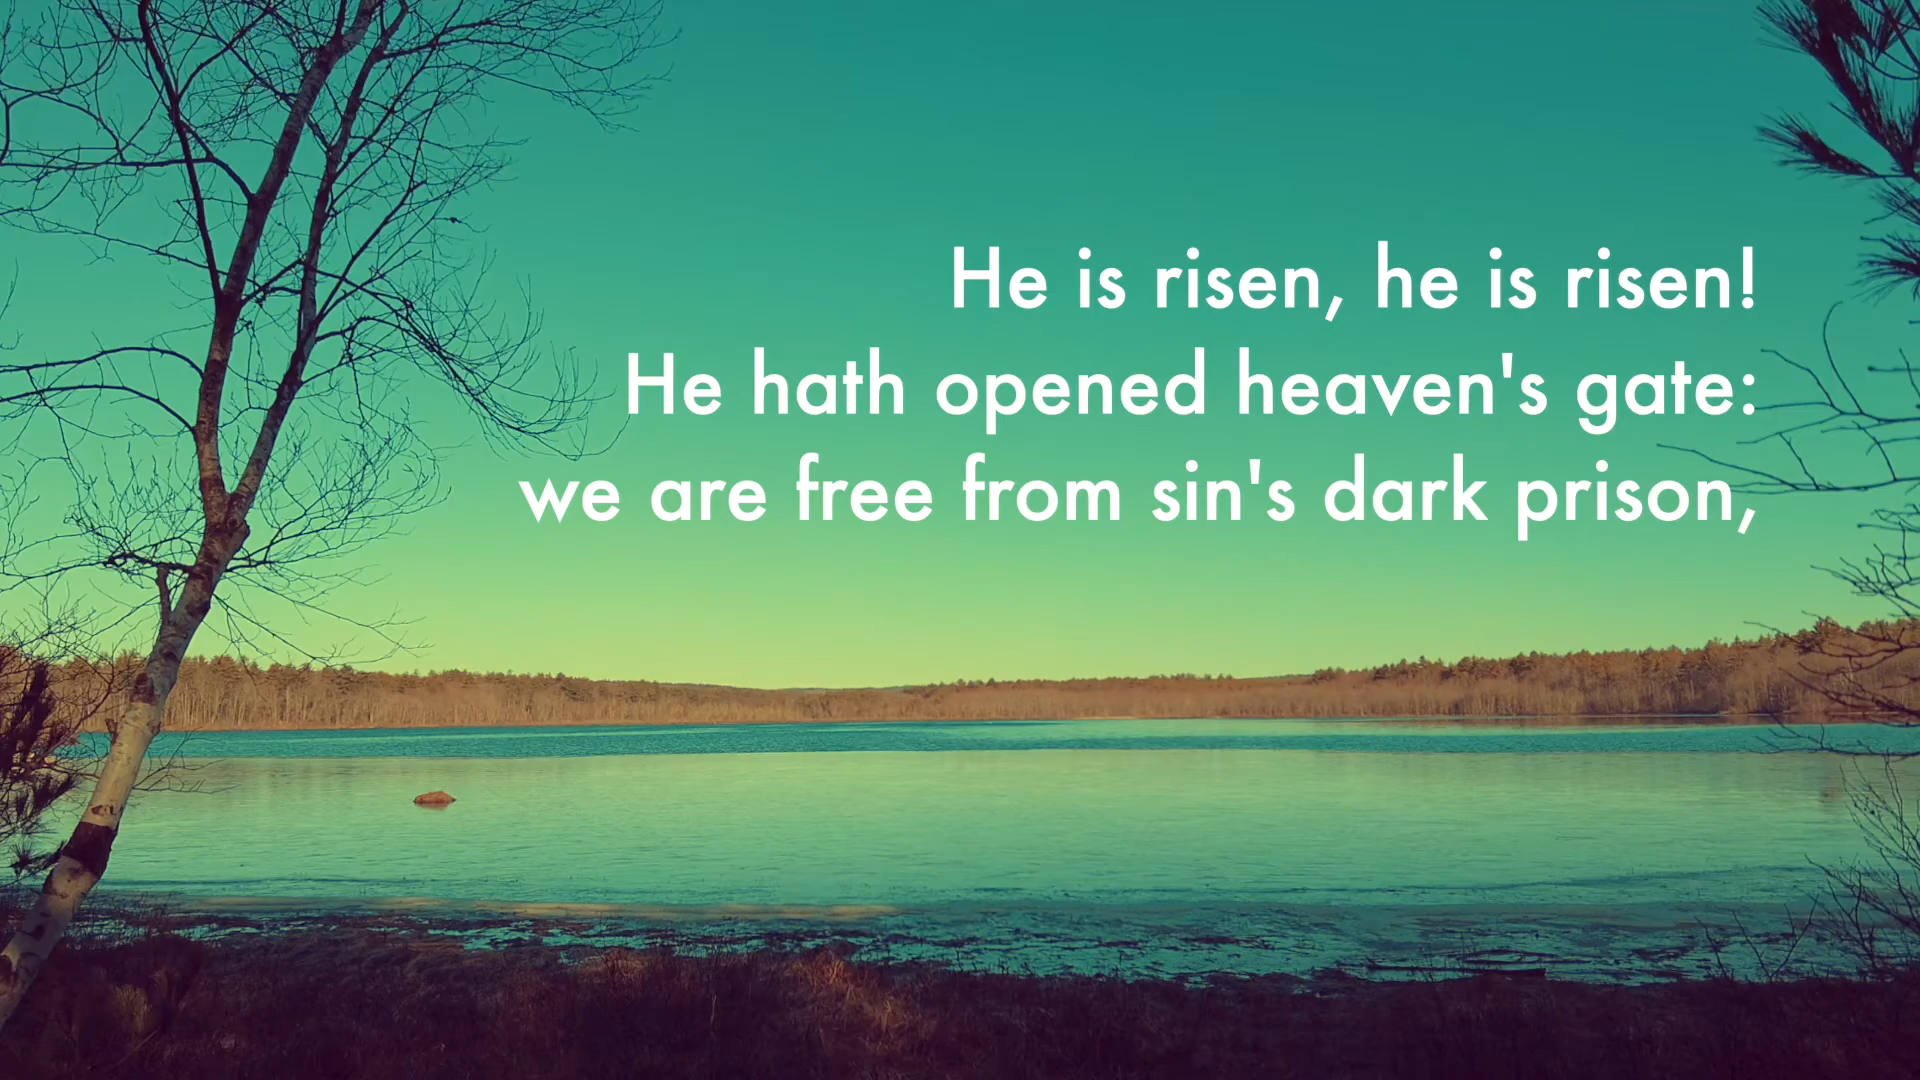 He is risen, he is risen!
He hath opened heaven's gate:
we are free from sin's dark prison,